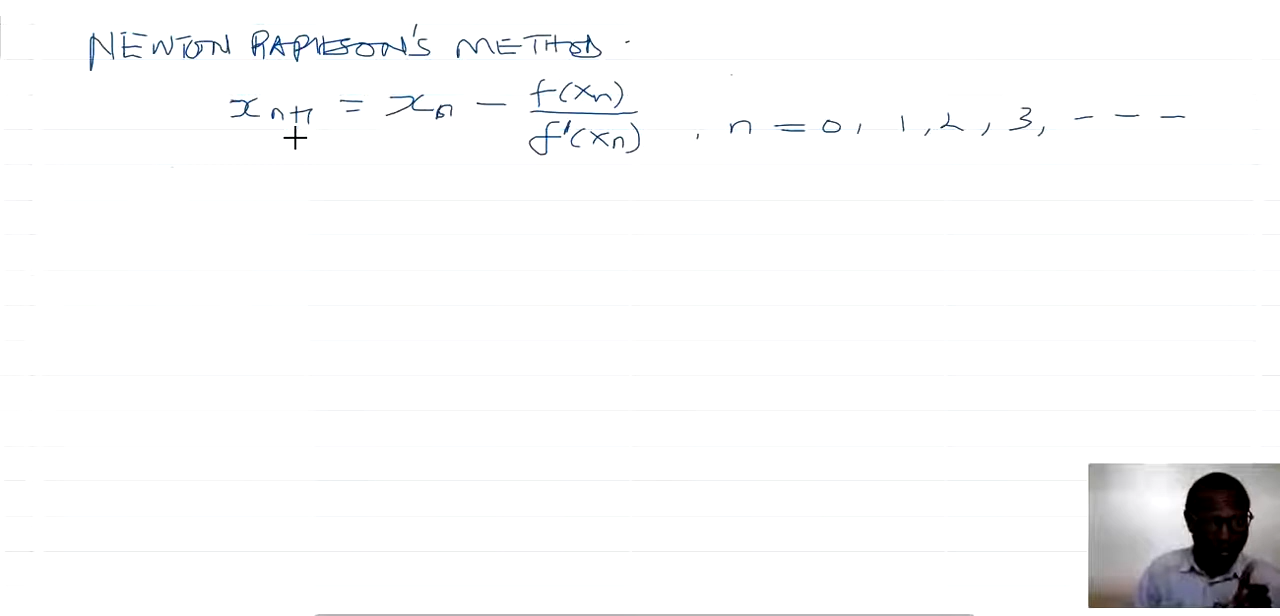 NEWTON RAPHSON'S METHOD.
xₙ₊₁ = xₙ − f(xₙ)/f'(xₙ) , n = 0, 1, 2, 3, - - -